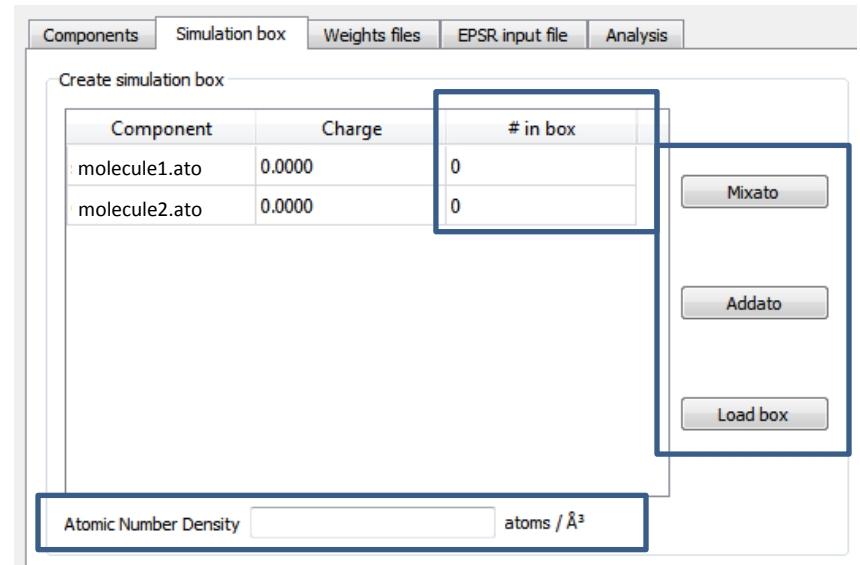 Components Simulation box Weights files EPSR input file Analysis
Create simulation box
Component Charge # in box
molecule1.ato 0.0000 0
molecule2.ato 0.0000 0
Mixato
Addato
Load box
Atomic Number Density atoms / Å³